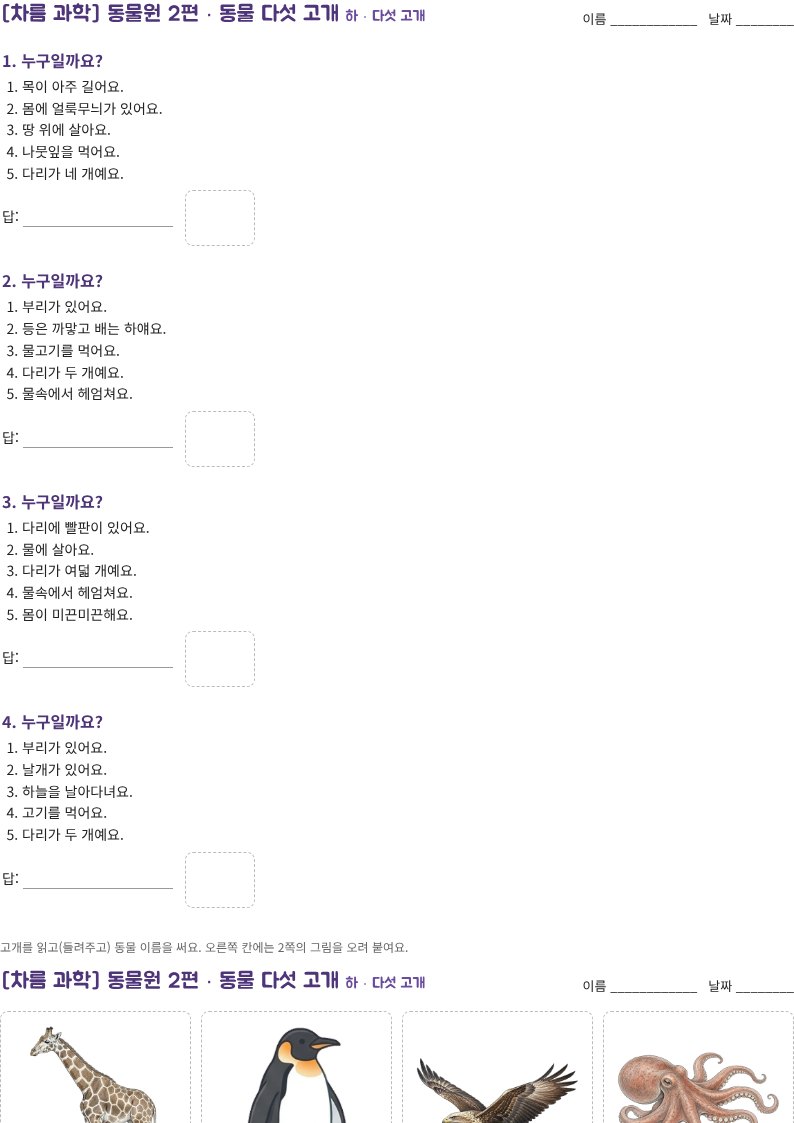 [차름 과학] 동물원 2편 · 동물 다섯 고개 하 · 다섯 고개
이름 ____________ 날짜 ________
1. 누구일까요?
1. 목이 아주 길어요.
2. 몸에 얼룩무늬가 있어요.
3. 땅 위에 살아요.
4. 나뭇잎을 먹어요.
5. 다리가 네 개예요.
답:
2. 누구일까요?
1. 부리가 있어요.
2. 등은 까맣고 배는 하얘요.
3. 물고기를 먹어요.
4. 다리가 두 개예요.
5. 물속에서 헤엄쳐요.
답:
3. 누구일까요?
1. 다리에 빨판이 있어요.
2. 물에 살아요.
3. 다리가 여덟 개예요.
4. 물속에서 헤엄쳐요.
5. 몸이 미끈미끈해요.
답:
4. 누구일까요?
1. 부리가 있어요.
2. 날개가 있어요.
3. 하늘을 날아다녀요.
4. 고기를 먹어요.
5. 다리가 두 개예요.
답:
고개를 읽고(들려주고) 동물 이름을 써요. 오른쪽 칸에는 2쪽의 그림을 오려 붙여요.
[차름 과학] 동물원 2편 · 동물 다섯 고개 하 · 다섯 고개
이름 ____________ 날짜 ________